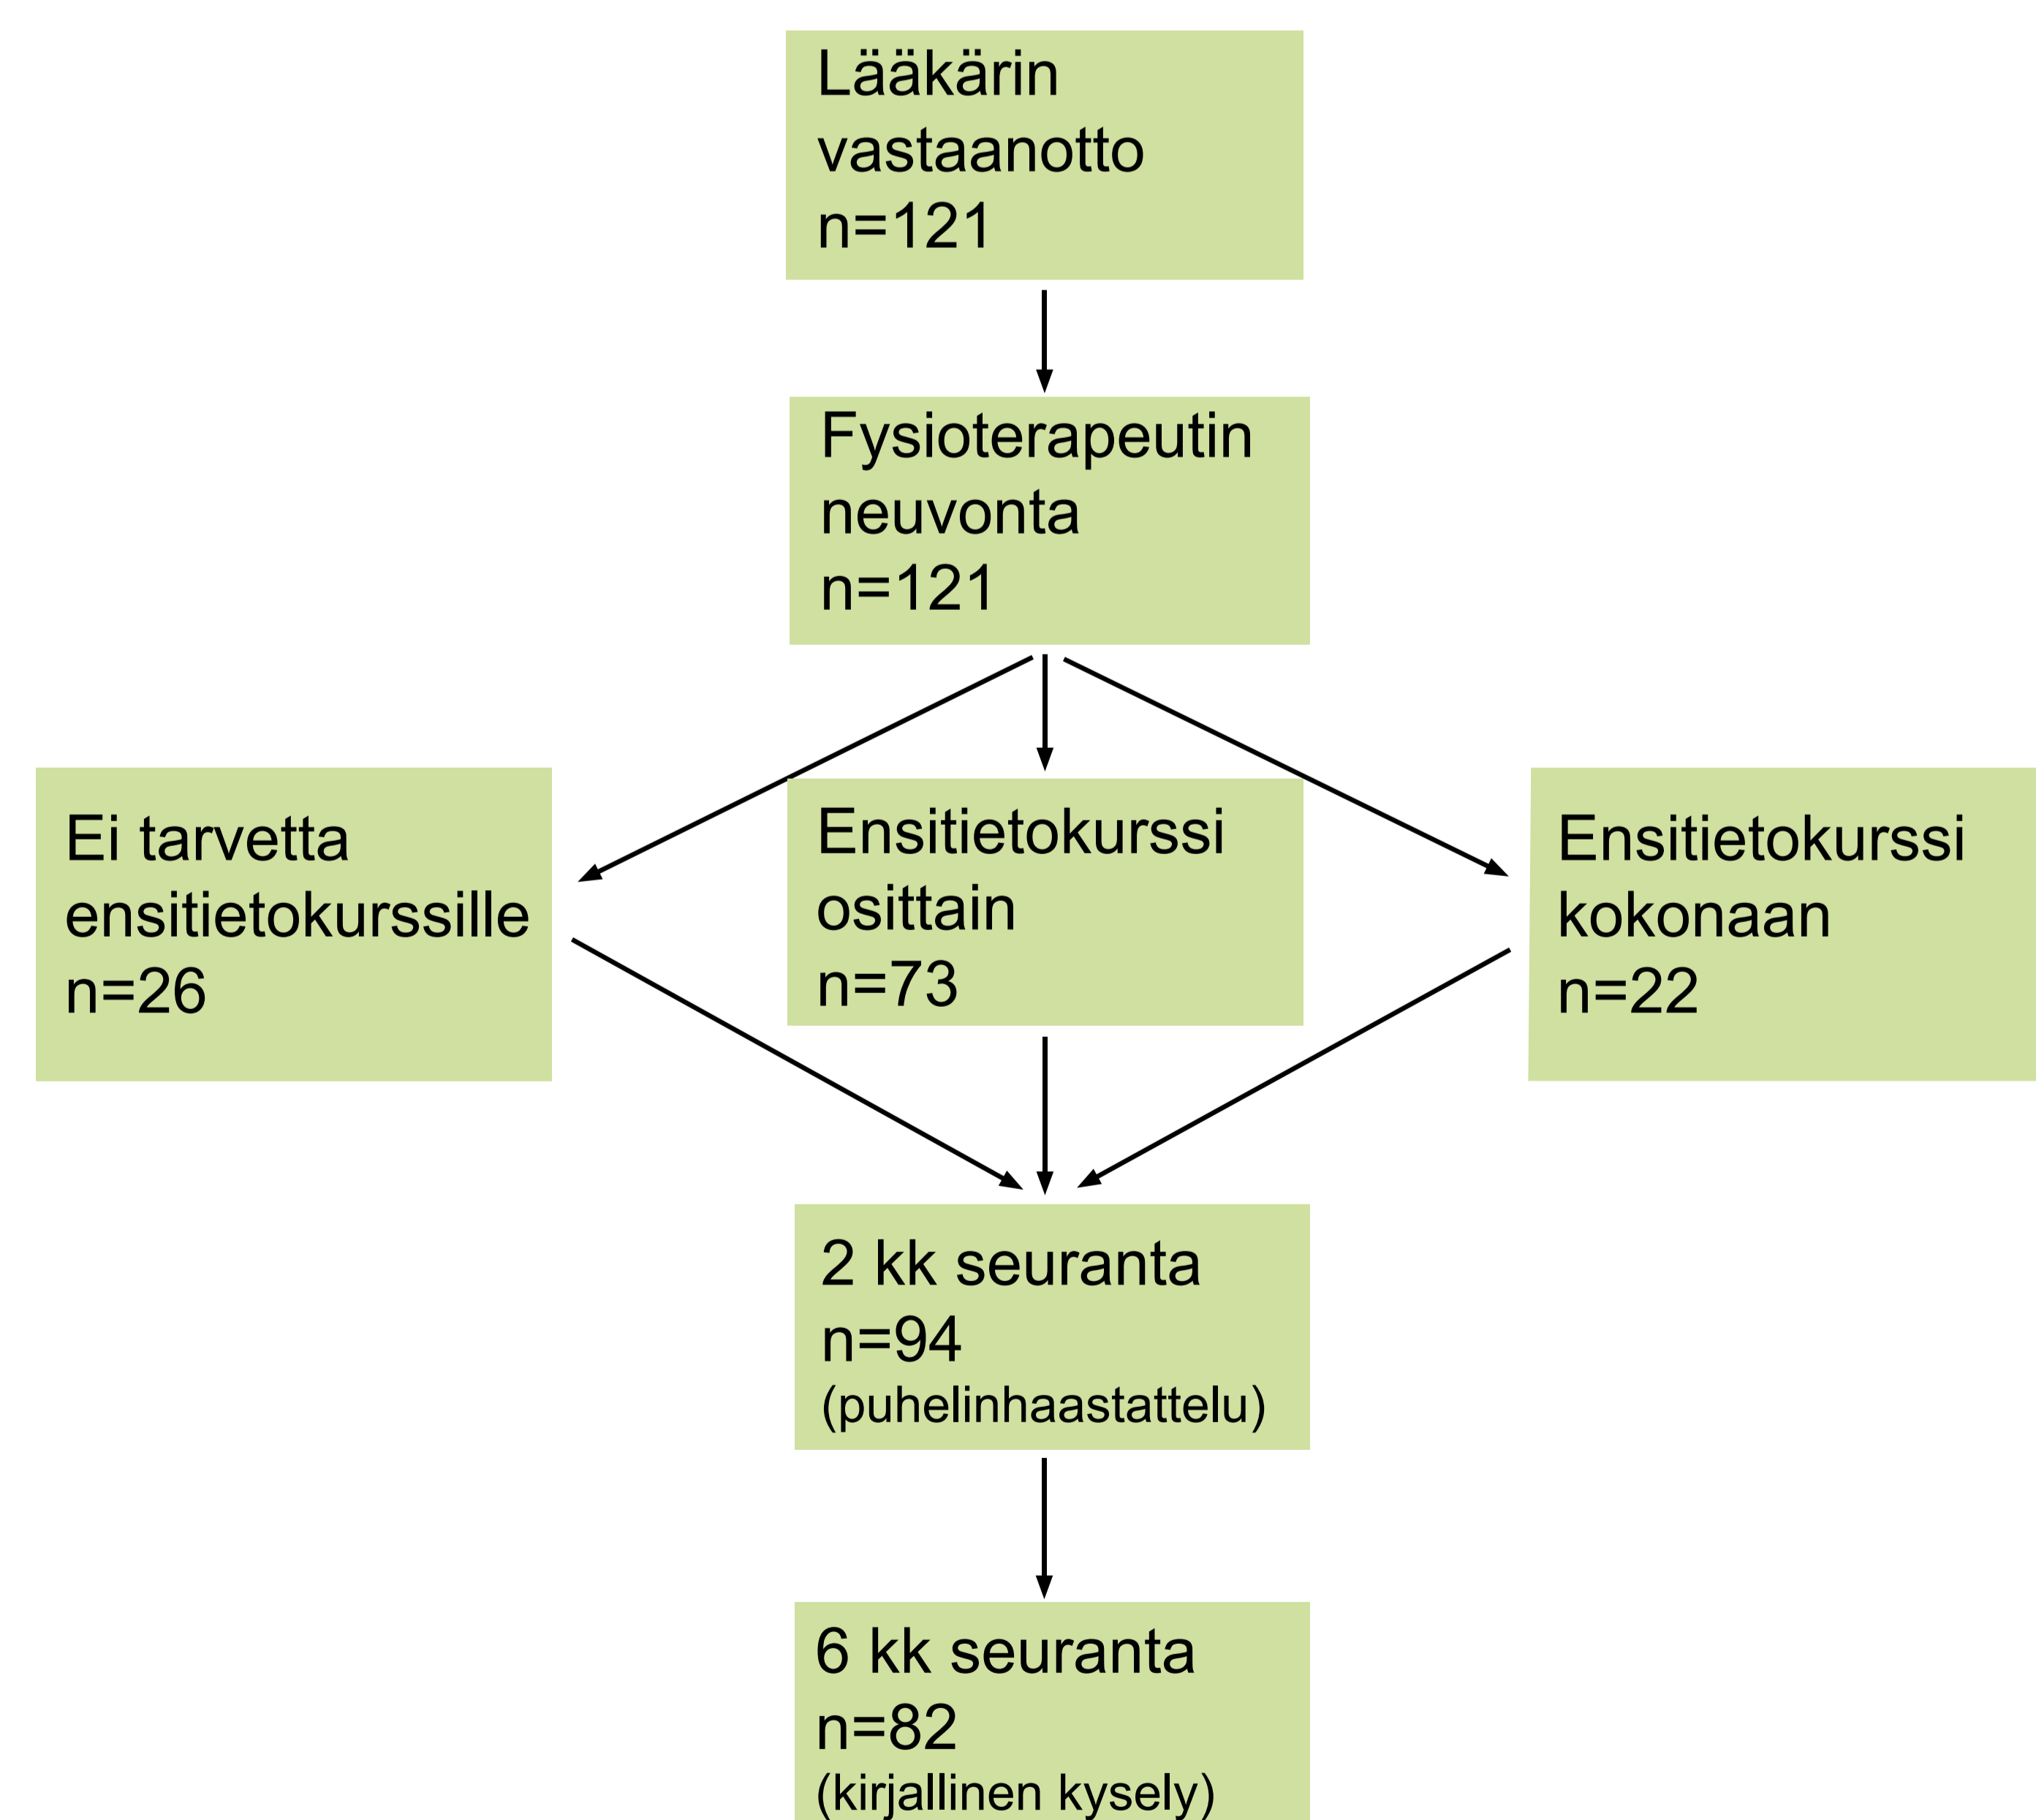 Lääkärin
vastaanotto
n=121
Fysioterapeutin
neuvonta
n=121
Ei tarvetta
ensitietokurssille
n=26
Ensitietokurssi
osittain
n=73
Ensitietokurssi
kokonaan
n=22
2 kk seuranta
n=94
(puhelinhaastattelu)
6 kk seuranta
n=82
(kirjallinen kysely)